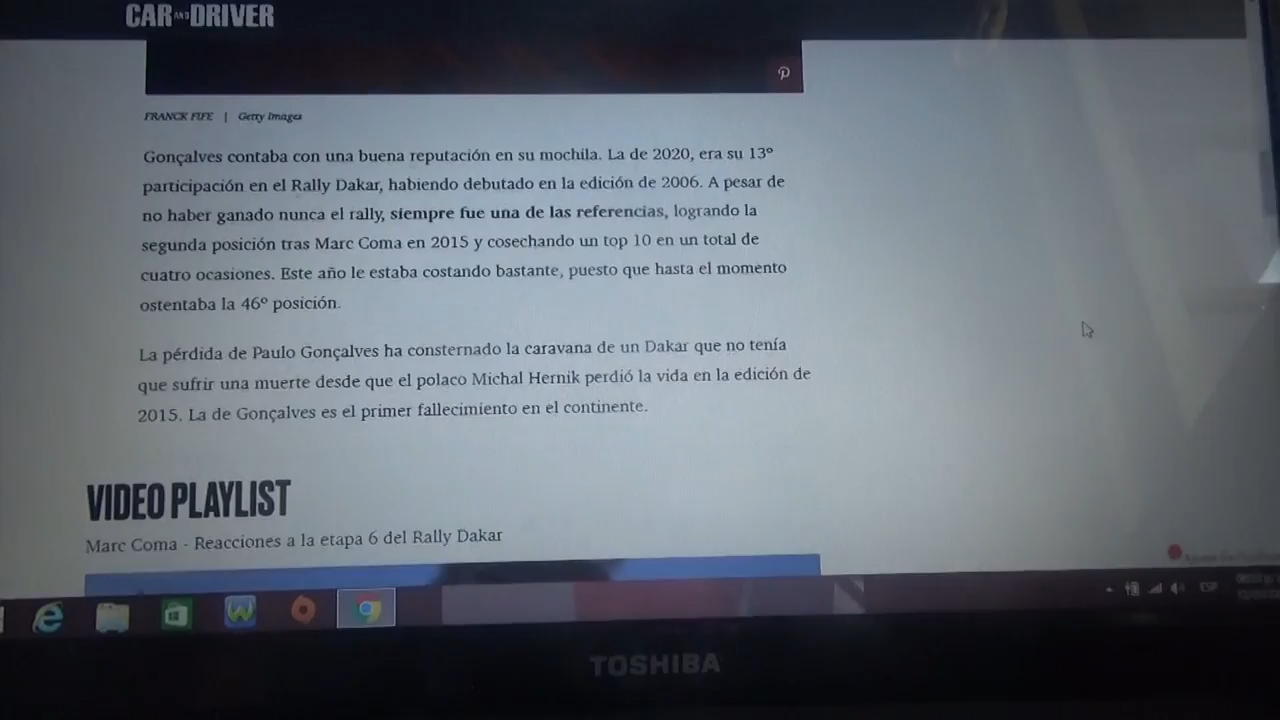 CAR AND DRIVER
FRANCK FIFE | Getty Images
Gonçalves contaba con una buena reputación en su mochila. La de 2020, era su 13º
participación en el Rally Dakar, habiendo debutado en la edición de 2006. A pesar de
no haber ganado nunca el rally, siempre fue una de las referencias, logrando la
segunda posición tras Marc Coma en 2015 y cosechando un top 10 en un total de
cuatro ocasiones. Este año le estaba costando bastante, puesto que hasta el momento
ostentaba la 46º posición.
La pérdida de Paulo Gonçalves ha consternado la caravana de un Dakar que no tenía
que sufrir una muerte desde que el polaco Michal Hernik perdió la vida en la edición de
2015. La de Gonçalves es el primer fallecimiento en el continente.
VIDEO PLAYLIST
Marc Coma - Reacciones a la etapa 6 del Rally Dakar
ESP
TOSHIBA